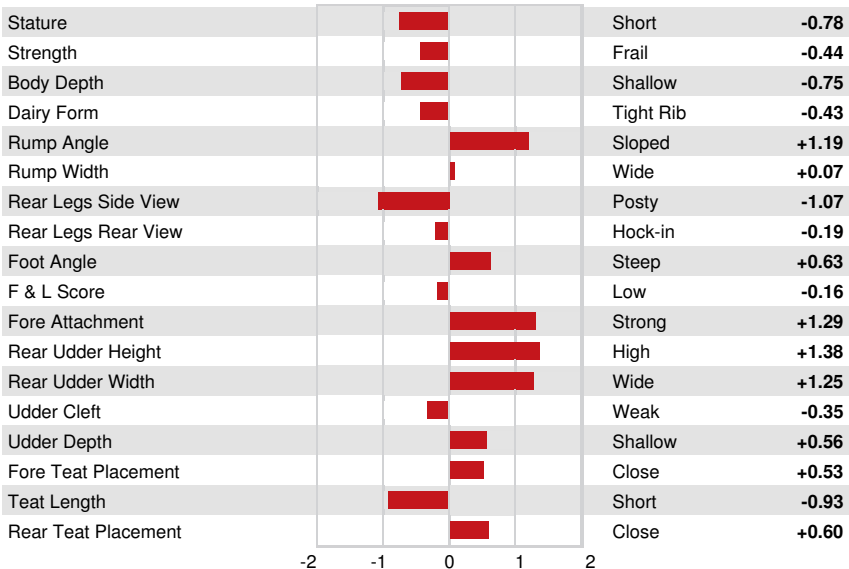 Stature Short -0.78
Strength Frail -0.44
Body Depth Shallow -0.75
Dairy Form Tight Rib -0.43
Rump Angle Sloped +1.19
Rump Width Wide +0.07
Rear Legs Side View Posty -1.07
Rear Legs Rear View Hock-in -0.19
Foot Angle Steep +0.63
F & L Score Low -0.16
Fore Attachment Strong +1.29
Rear Udder Height High +1.38
Rear Udder Width Wide +1.25
Udder Cleft Weak -0.35
Udder Depth Shallow +0.56
Fore Teat Placement Close +0.53
Teat Length Short -0.93
Rear Teat Placement Close +0.60
-2 -1 0 1 2